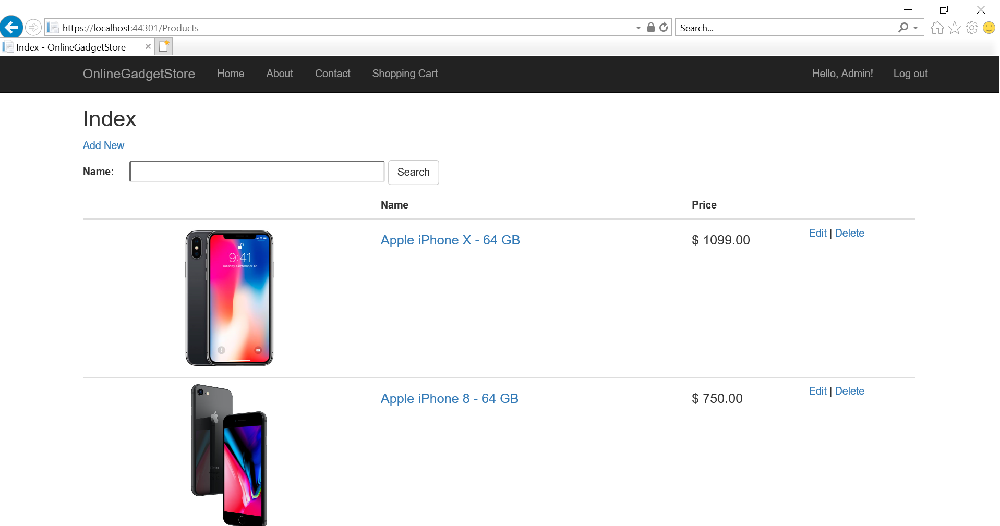 https://localhost:44301/Products
Search...
Index - OnlineGadgetStore
OnlineGadgetStore Home About Contact Shopping Cart Hello, Admin! Log out
Index
Add New
Name: Search
Name Price
Apple iPhone X - 64 GB $ 1099.00 Edit | Delete
9:41
Tuesday, September 12
Apple iPhone 8 - 64 GB $ 750.00 Edit | Delete